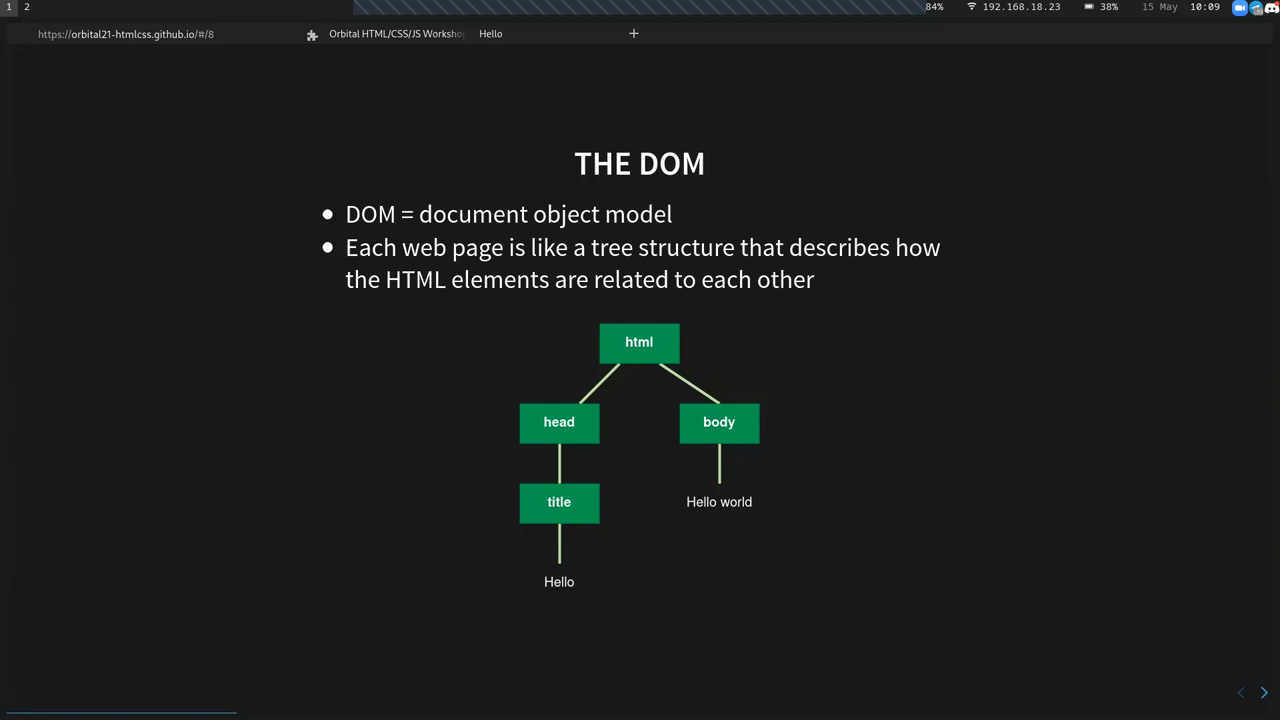 1 2 84% 192.168.18.23 38% 15 May 10:09
https://orbital21-htmlcss.github.io/#/8 Orbital HTML/CSS/JS Worksho Hello +
THE DOM
DOM = document object model
Each web page is like a tree structure that describes how
the HTML elements are related to each other
html
head body
title Hello world
Hello